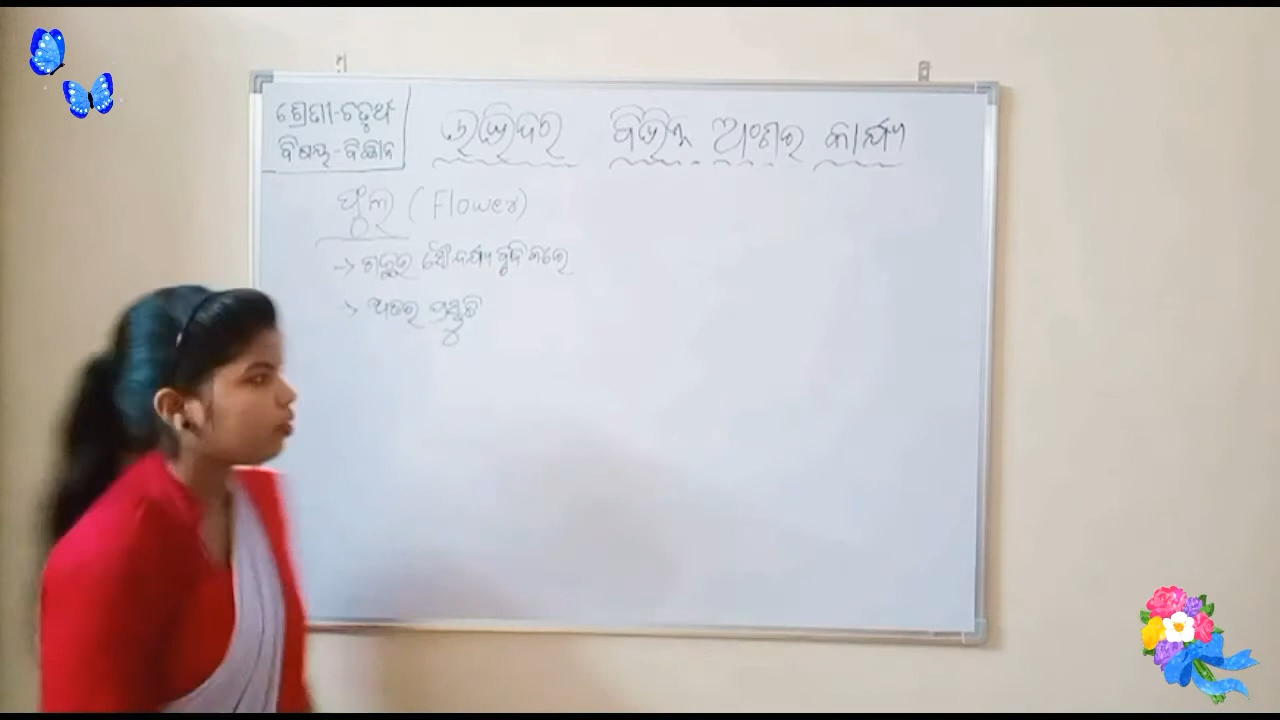 ଶ୍ରେଣୀ-ଚତୁର୍ଥ
ବିଷୟ-ବିଜ୍ଞାନ
ଉଦ୍ଭିଦର ବିଭିନ୍ନ ଅଂଶର କାର୍ଯ୍ୟ
ଫୁଲ (Flower)
→ ଗଛର ସୌନ୍ଦର୍ଯ୍ୟ ବୃଦ୍ଧି କରେ
→ ଅତର ପ୍ରସ୍ତୁତି